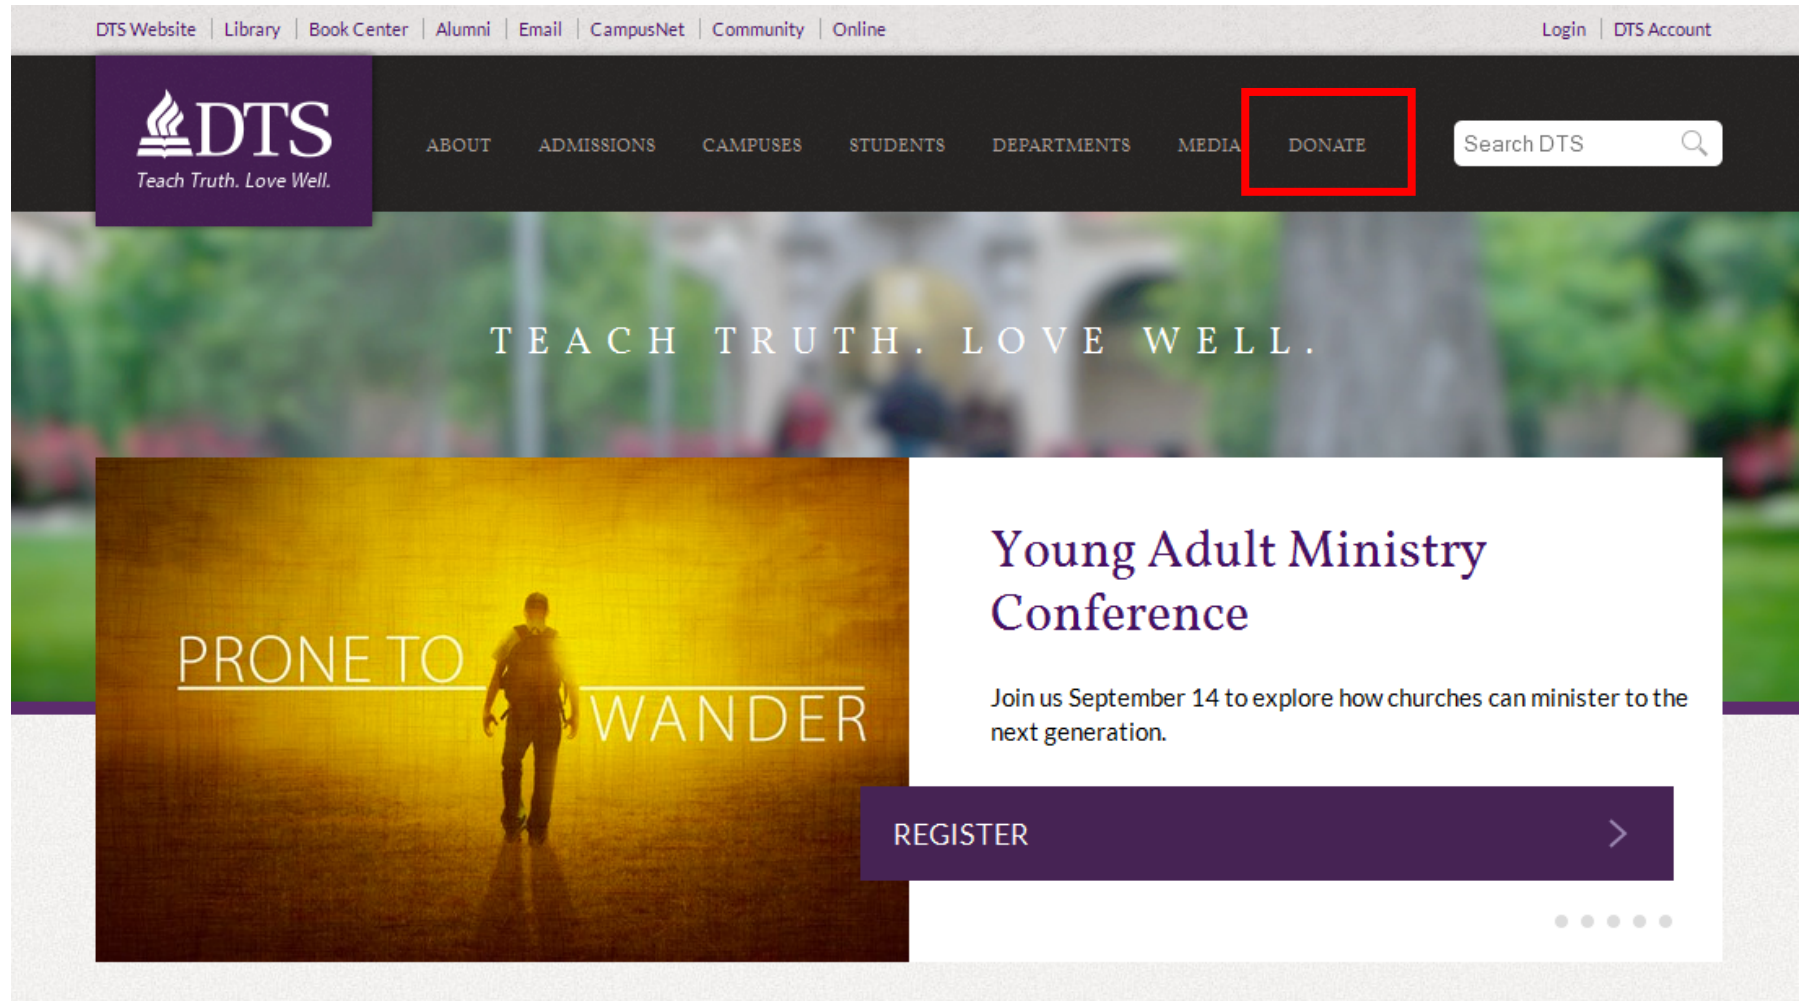 DTS Website | Library | Book Center | Alumni | Email | CampusNet | Community | Online
Login | DTS Account
DTS
Teach Truth. Love Well.
ABOUT ADMISSIONS CAMPUSES STUDENTS DEPARTMENTS MEDIA DONATE
Search DTS
TEACH TRUTH. LOVE WELL.
PRONE TO
WANDER
Young Adult Ministry
Conference
Join us September 14 to explore how churches can minister to the
next generation.
REGISTER